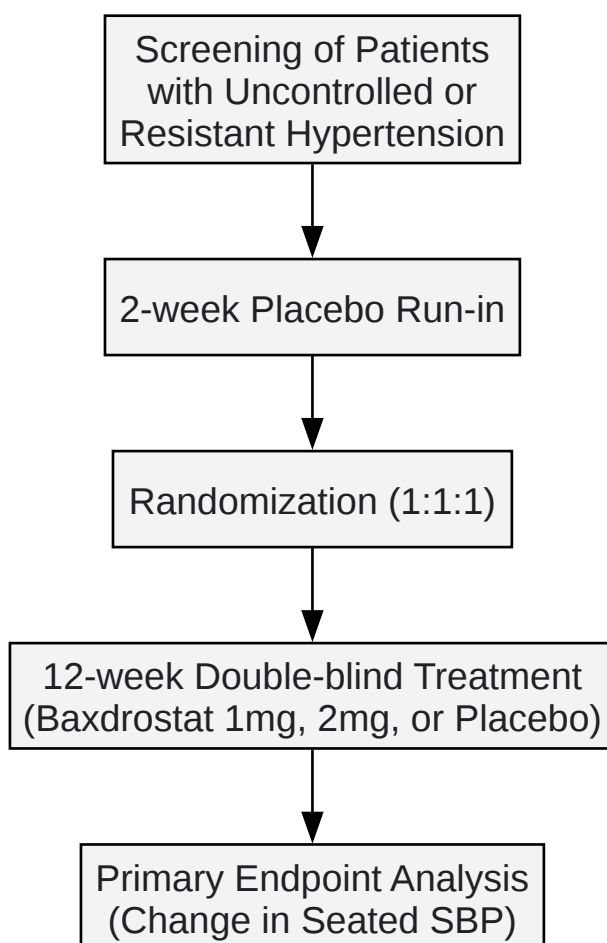 Screening of Patients
with Uncontrolled or
Resistant Hypertension
2-week Placebo Run-in
Randomization (1:1:1)
12-week Double-blind Treatment
(Baxdrostat 1mg, 2mg, or Placebo)
Primary Endpoint Analysis
(Change in Seated SBP)